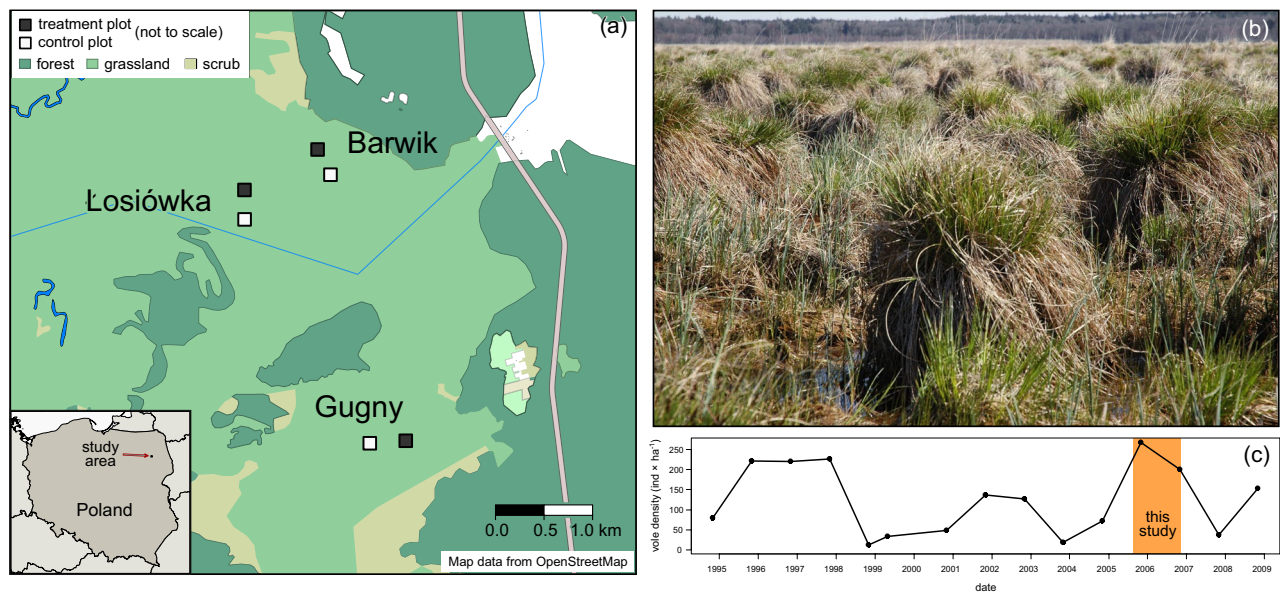 treatment plot
(not to scale)
control plot
forest grassland scrub
(a)
Barwik
Łosiówka
Gugny
study
area
Poland
0.0 0.5 1.0 km
Map data from OpenStreetMap
(b)
(c)
vole density (ind × ha⁻¹)
250
200
150
100
50
0
this
study
1995 1996 1997 1998 1999 2000 2001 2002 2003 2004 2005 2006 2007 2008 2009
date